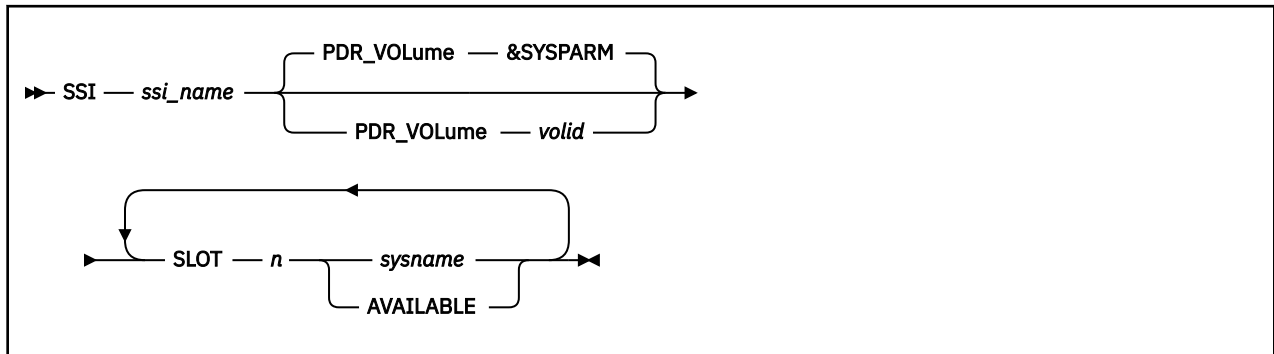 PDR_VOLume &SYSPARM
SSI ssi_name
PDR_VOLume volid
SLOT n sysname
AVAILABLE